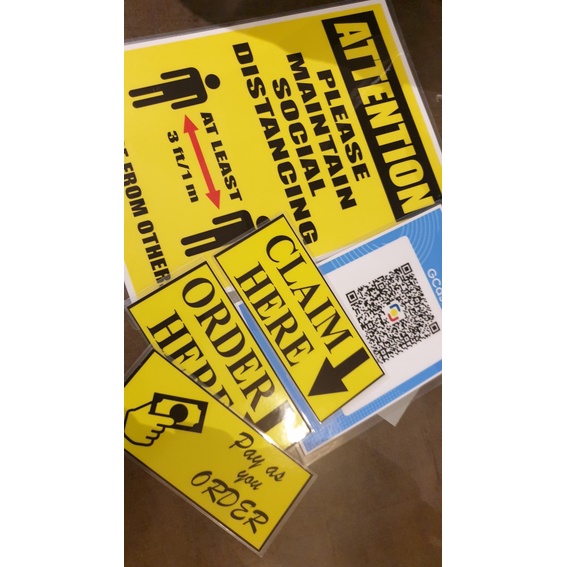 ATTENTION
PLEASE
MAINTAIN
SOCIAL
DISTANCING
AT LEAST
3 ft/1 m
FROM OTHER
CLAIM
HERE
ORDER
HERE
Pay as
you
ORDER